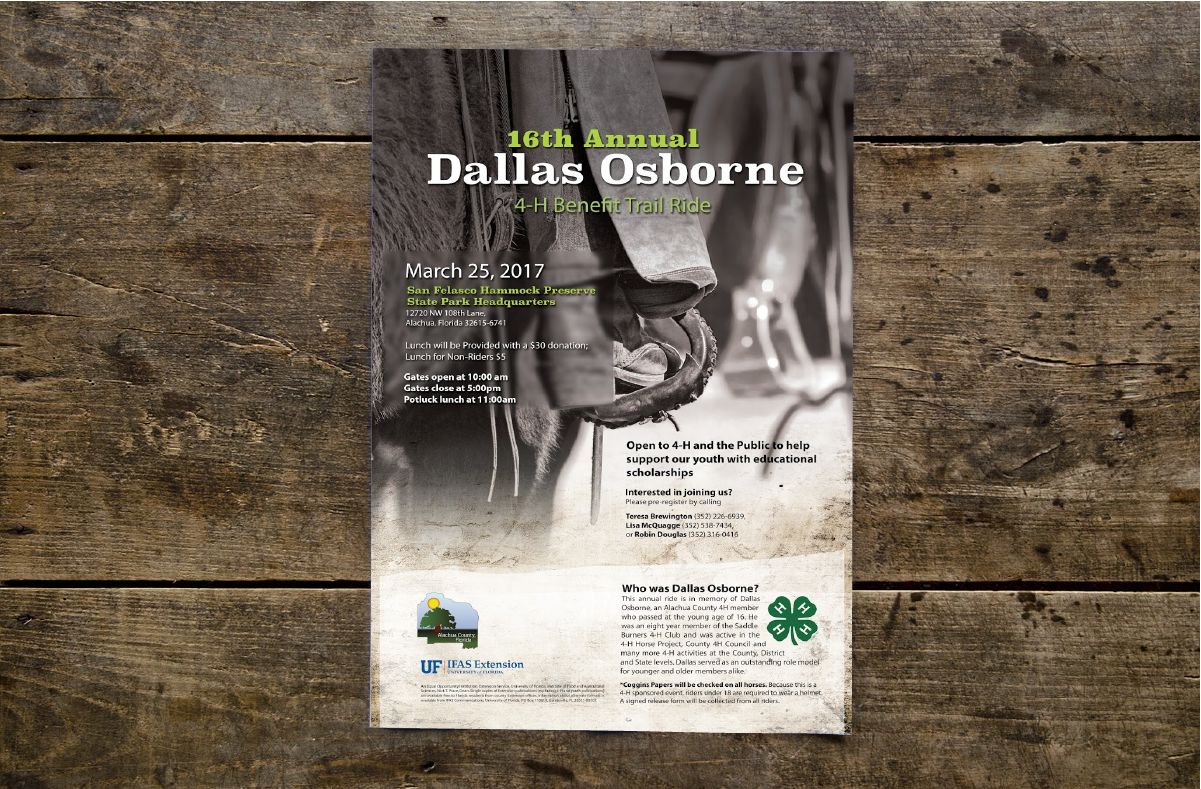 16th Annual
Dallas Osborne
4-H Benefit Trail Ride
March 25, 2017
San Felasco Hammock Preserve
State Park Headquarters
12720 NW 108th Lane,
Alachua, Florida 32615-6741
Lunch will be Provided with a $30 donation;
Lunch for Non-Riders $5
Gates open at 10:00 am
Gates close at 5:00pm
Potluck lunch at 11:00am
Open to 4-H and the Public to help
support our youth with educational
scholarships
Interested in joining us?
Please pre-register by calling
Teresa Brewington (352) 226-6939,
Lisa McQuagge (352) 538-7434,
or Robin Douglas (352) 316-0416
Alachua County,
Florida
UF IFAS Extension
UNIVERSITY of FLORIDA
Who was Dallas Osborne?
This annual ride is in memory of Dallas
Osborne, an Alachua County 4H member
who passed at the young age of 16. He
was an eight year member of the Saddle
Burners 4-H Club and was active in the
4-H Horse Project, County 4H Council and
many more 4-H activities at the County, District
and State levels. Dallas served as an outstanding role model
for younger and older members alike.
H H
H H
*Coggins Papers will be checked on all horses. Because this is a
4-H sponsored event, riders under 18 are required to wear a helmet.
A signed release form will be collected from all riders.